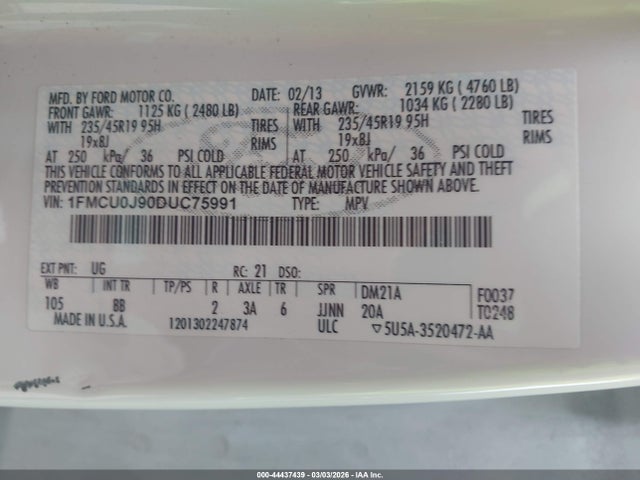 MFD. BY FORD MOTOR CO. DATE: 02/13 GVWR: 2159 KG ( 4760 LB)
FRONT GAWR: 1125 KG ( 2480 LB) REAR GAWR: 1034 KG ( 2280 LB)
WITH 235/45R19 95H TIRES WITH 235/45R19 95H TIRES
19x8J RIMS 19x8J RIMS
AT 250 kPa/ 36 PSI COLD AT 250 kPa/ 36 PSI COLD
THIS VEHICLE CONFORMS TO ALL APPLICABLE FEDERAL MOTOR VEHICLE SAFETY AND THEFT
PREVENTION STANDARDS IN EFFECT ON THE DATE OF MANUFACTURE SHOWN ABOVE.
VIN: 1FMCU0J90DUC75991 TYPE: MPV
EXT PNT: UG RC: 21 DSO:
WB INT TR TP/PS R AXLE TR SPR DM21A F0037
105 BB 2 3A 6 JJNN 20A T0248
MADE IN U.S.A. 1201302247874 ULC ▽5U5A-3520472-AA
000-44437439 - 03/03/2026 - IAA Inc.